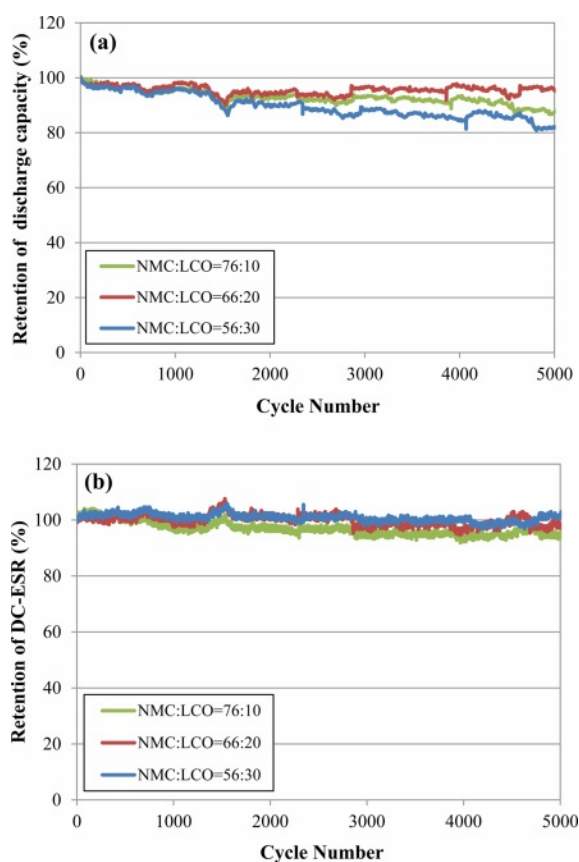 (a)
Retention of discharge capacity (%)
120
100
80
60
40
20
0
NMC:LCO=76:10
NMC:LCO=66:20
NMC:LCO=56:30
0 1000 2000 3000 4000 5000
Cycle Number
(b)
Retention of DC-ESR (%)
120
100
80
60
40
20
0
NMC:LCO=76:10
NMC:LCO=66:20
NMC:LCO=56:30
0 1000 2000 3000 4000 5000
Cycle Number